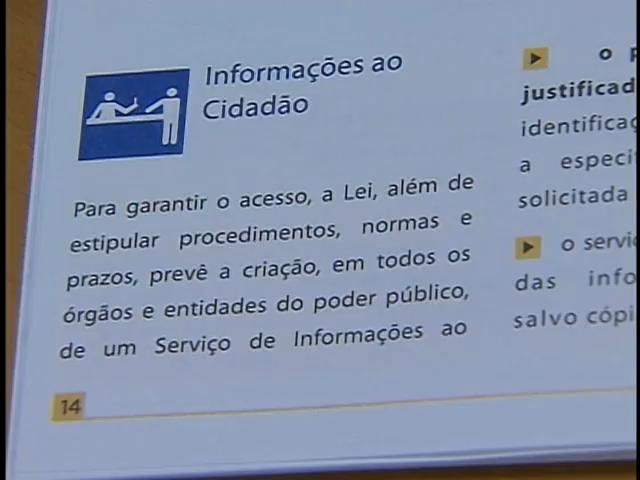 Informações ao
Cidadão
Para garantir o acesso, a Lei, além de
estipular procedimentos, normas e
prazos, prevê a criação, em todos os
órgãos e entidades do poder público,
de um Serviço de Informações ao
14
o
justificad
identificaç
a especi
solicitada
o servi
das info
salvo cópi